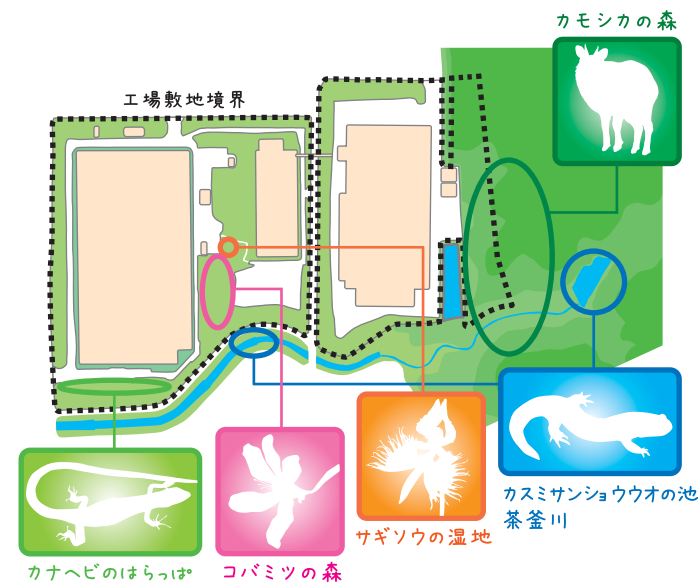 カモシカの森
工場敷地境界
カスミサンショウウオの池
茶釜川
サギソウの湿地
カナヘビのはらっぱ
コバミツの森